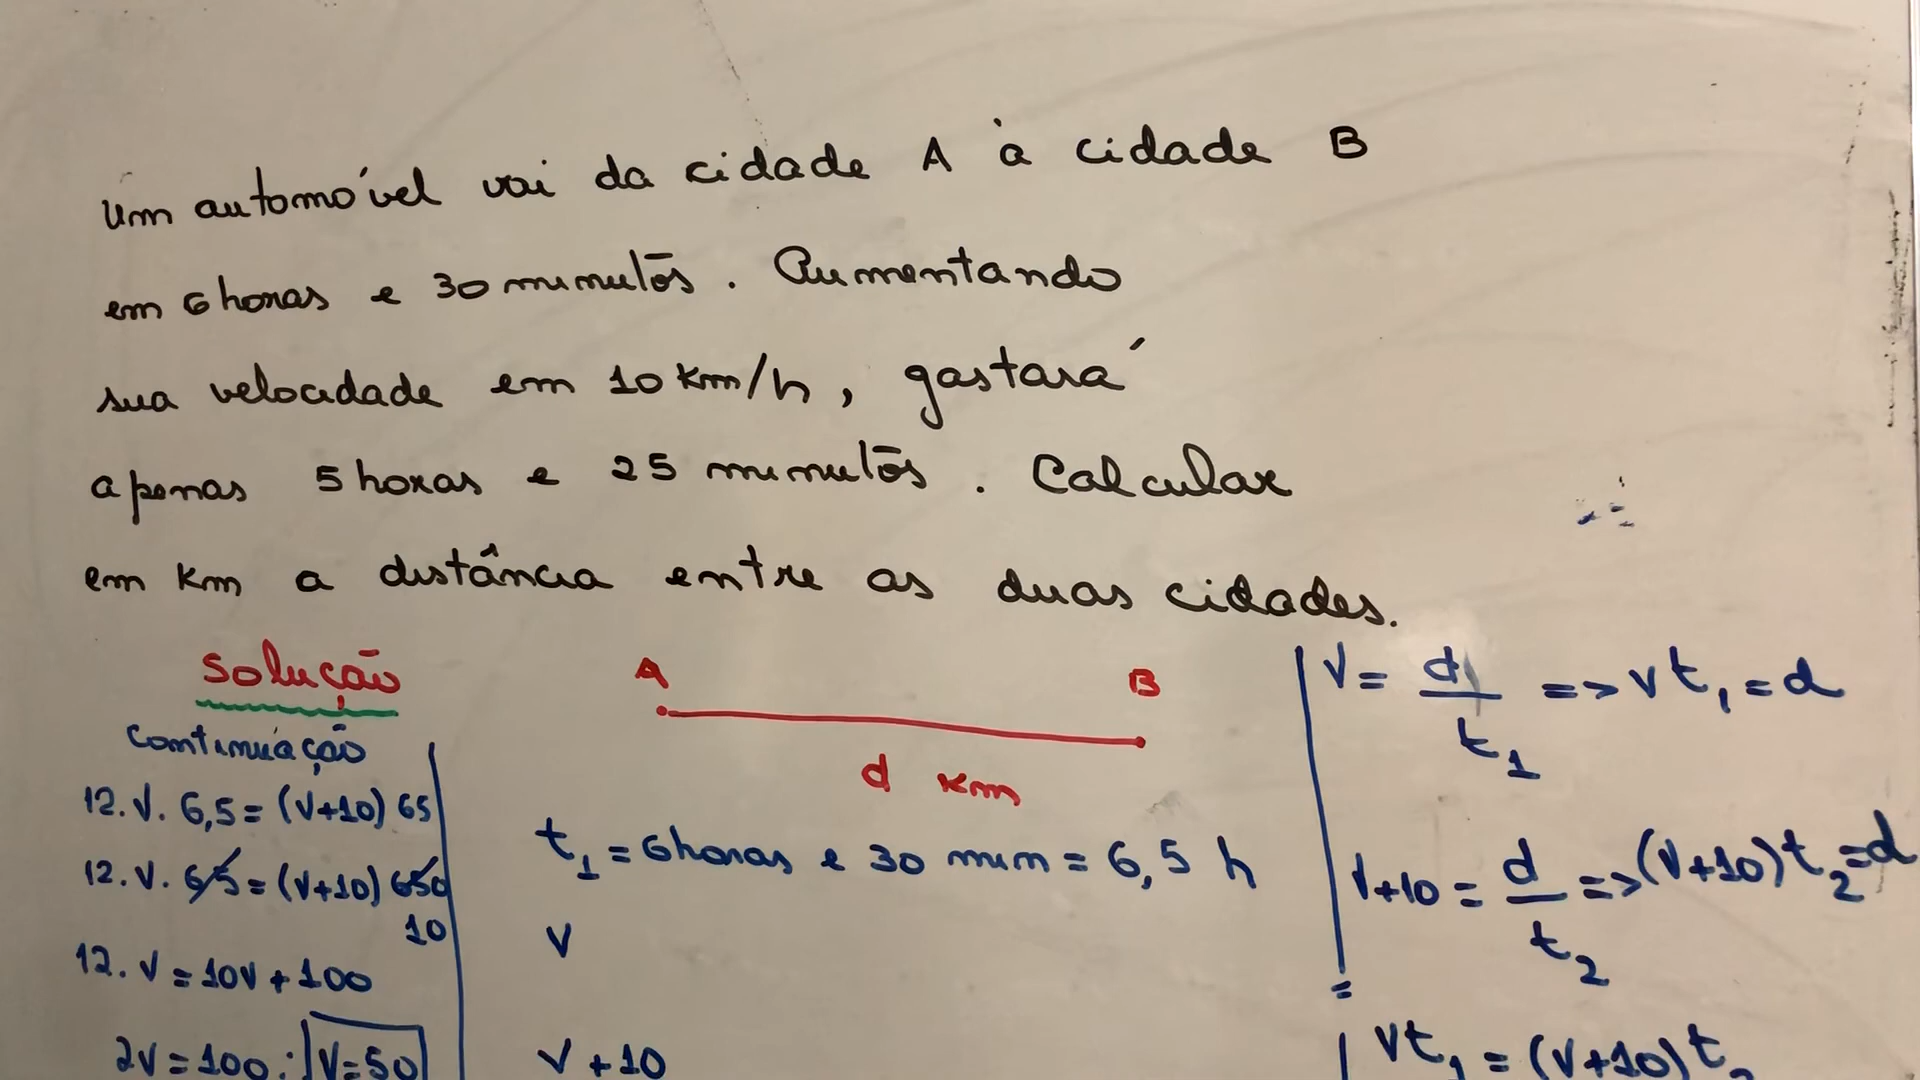 Um automóvel vai da cidade A à cidade B
em 6 horas e 30 minutos. Aumentando
sua velocidade em 10 km/h, gastará
apenas 5 horas e 25 minutos. Calcular
em km a distância entre as duas cidades.
Solução
continuação
12. V. 6,5 = (V+10) 65
12. V. 65 = (V+10) 650
10
12. V = 10V + 100
2V = 100 : V = 50
A B
d km
t₁ = 6 horas e 30 min = 6,5 h
V
V + 10
V = d/t₁ => Vt₁ = d
V+10 = d/t₂ => (V+10)t₂ = d
=
Vt₁ = (V+10)t₂